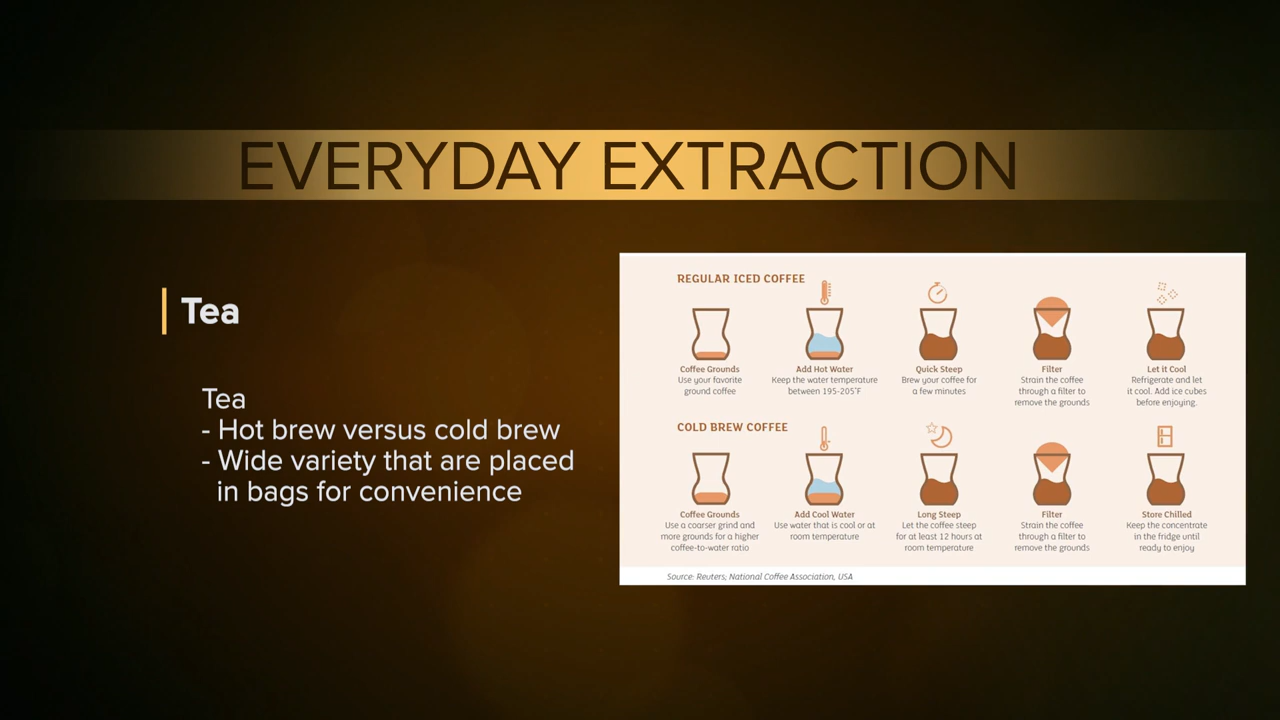 EVERYDAY EXTRACTION
Tea
Tea
- Hot brew versus cold brew
- Wide variety that are placed
in bags for convenience
REGULAR ICED COFFEE
Coffee Grounds
Use your favorite
ground coffee
Add Hot Water
Keep the water temperature
between 195-205°F
Quick Steep
Brew your coffee for
a few minutes
Filter
Strain the coffee
through a filter to
remove the grounds
Let it Cool
Refrigerate and let
it cool. Add ice cubes
before enjoying.
COLD BREW COFFEE
Coffee Grounds
Use a coarser grind and
more grounds for a higher
coffee-to-water ratio
Add Cool Water
Use water that is cool or at
room temperature
Long Steep
Let the coffee steep
for at least 12 hours at
room temperature
Filter
Strain the coffee
through a filter to
remove the grounds
Store Chilled
Keep the concentrate
in the fridge until
ready to enjoy
Source: Reuters; National Coffee Association, USA